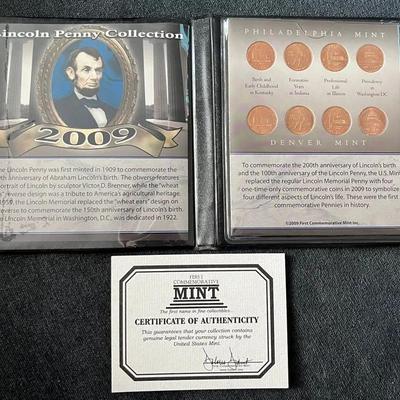 Lincoln Penny Collection
2009
he Lincoln Penny was first minted in 1909 to commemorate the
th anniversary of Abraham Lincoln's birth. The obverse features
ortrait of Lincoln by sculptor Victor D. Brenner, while the "wheat
reverse design was a tribute to America's agricultural heritage.
1959, the Lincoln Memorial replaced the "wheat ears" design on
verse to commemorate the 150th anniversary of Lincoln's birth
Memorial in Washington, D.C., was dedicated in 1922.
PHILADELPHIA MINT
Birth and
Early Childhood
in Kentucky
Formative
Years
in Indiana
Professional
Life
in Illinois
Presidency
in
Washington DC
DENVER MINT
To commemorate the 200th anniversary of Lincoln's birth
and the 100th anniversary of the Lincoln Penny, the U.S. Mint
replaced the regular Lincoln Memorial Penny with four
one-time-only commemorative coins in 2009 to symbolize
four different aspects of Lincoln's life. These were the first
commemorative Pennies in history.
©2009 First Commemorative Mint Inc.
FIRST
COMMEMORATIVE
MINT
The first name in fine collectibles
CERTIFICATE OF AUTHENTICITY
This guarantees that your collection contains
genuine legal tender currency struck by the
United States Mint.